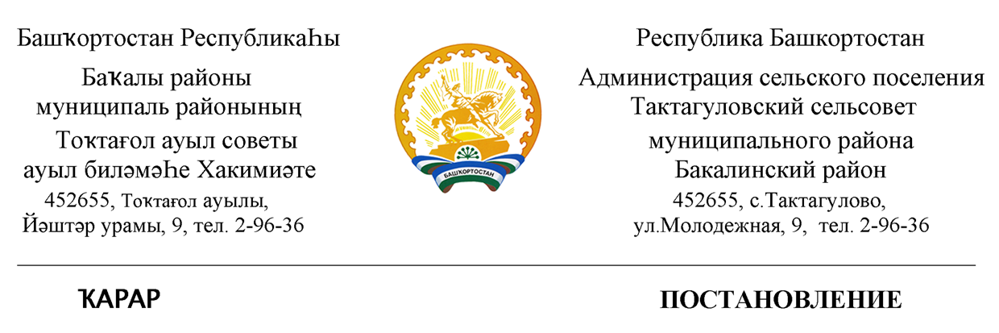 Башҡортостан Республикаһы
Баҡалы районы
муниципаль районының
Тоҡтағол ауыл советы
ауыл биләмәһе Хакимиәте
452655, Тоҡтағол ауылы,
Йәштәр урамы, 9, тел. 2-96-36
БАШҠОРТОСТАН
Республика Башкортостан
Администрация сельского поселения
Тактагуловский сельсовет
муниципального района
Бакалинский район
452655, с.Тактагулово,
ул.Молодежная, 9, тел. 2-96-36
ҠАРАР
ПОСТАНОВЛЕНИЕ